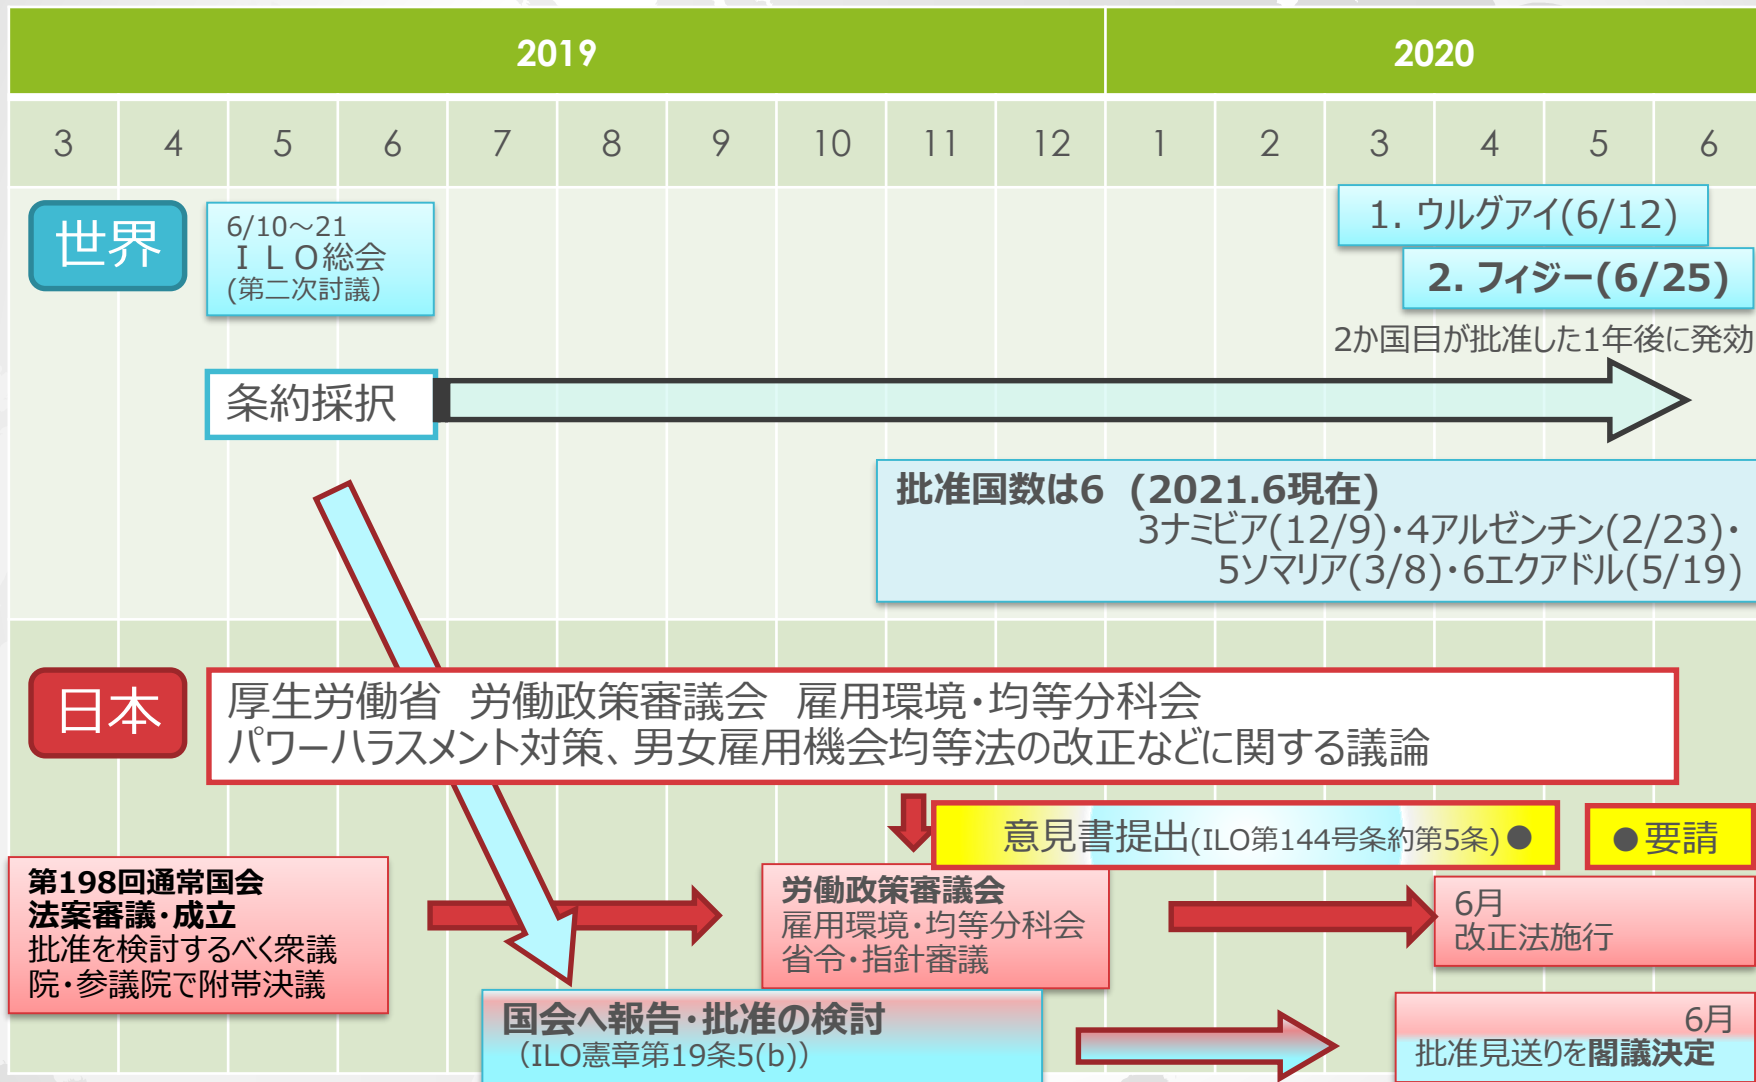 2019
2020
3 4 5 6 7 8 9 10 11 12 1 2 3 4 5 6
世界
6/10～21
ＩＬＯ総会
(第二次討議）
1. ウルグアイ(6/12)
2. フィジー(6/25)
2か国目が批准した1年後に発効
条約採択
批准国数は6 (2021.6現在)
3ナミビア(12/9)・4アルゼンチン(2/23)・
5ソマリア(3/8)・6エクアドル(5/19)
日本
厚生労働省　労働政策審議会　雇用環境・均等分科会
パワーハラスメント対策、男女雇用機会均等法の改正などに関する議論
意見書提出(ILO第144号条約第5条)●
●要請
第198回通常国会
法案審議・成立
批准を検討するべく衆議
院・参議院で附帯決議
労働政策審議会
雇用環境・均等分科会
省令・指針審議
6月
改正法施行
国会へ報告・批准の検討
（ILO憲章第19条5(b)）
6月
批准見送りを閣議決定